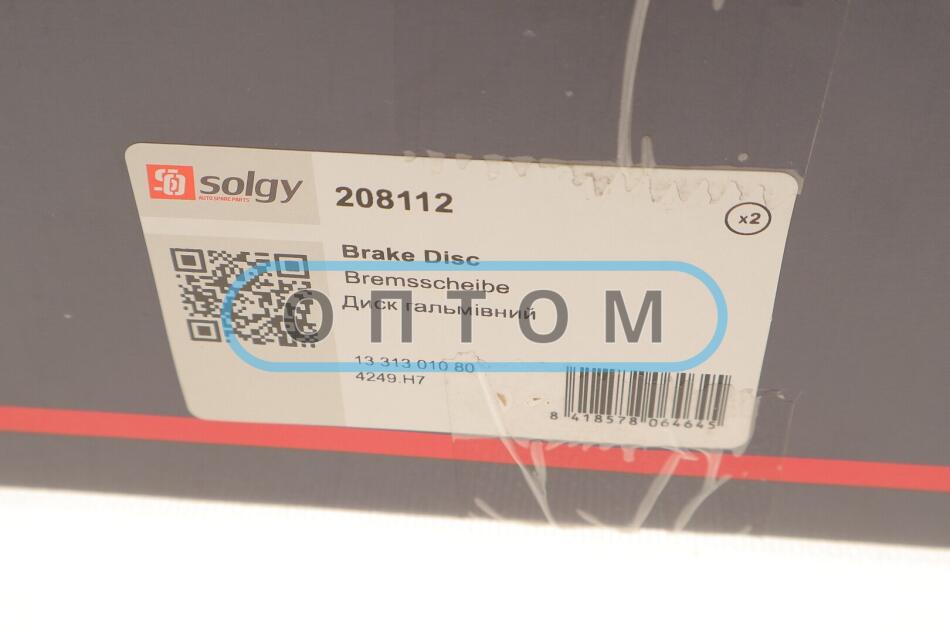 solgy
AUTO SPARE PARTS
208112
x2
Brake Disc
Bremsscheibe
Диск гальмівний
ОПТОМ
13 313 010 80
4249.H7
8 418578 064645